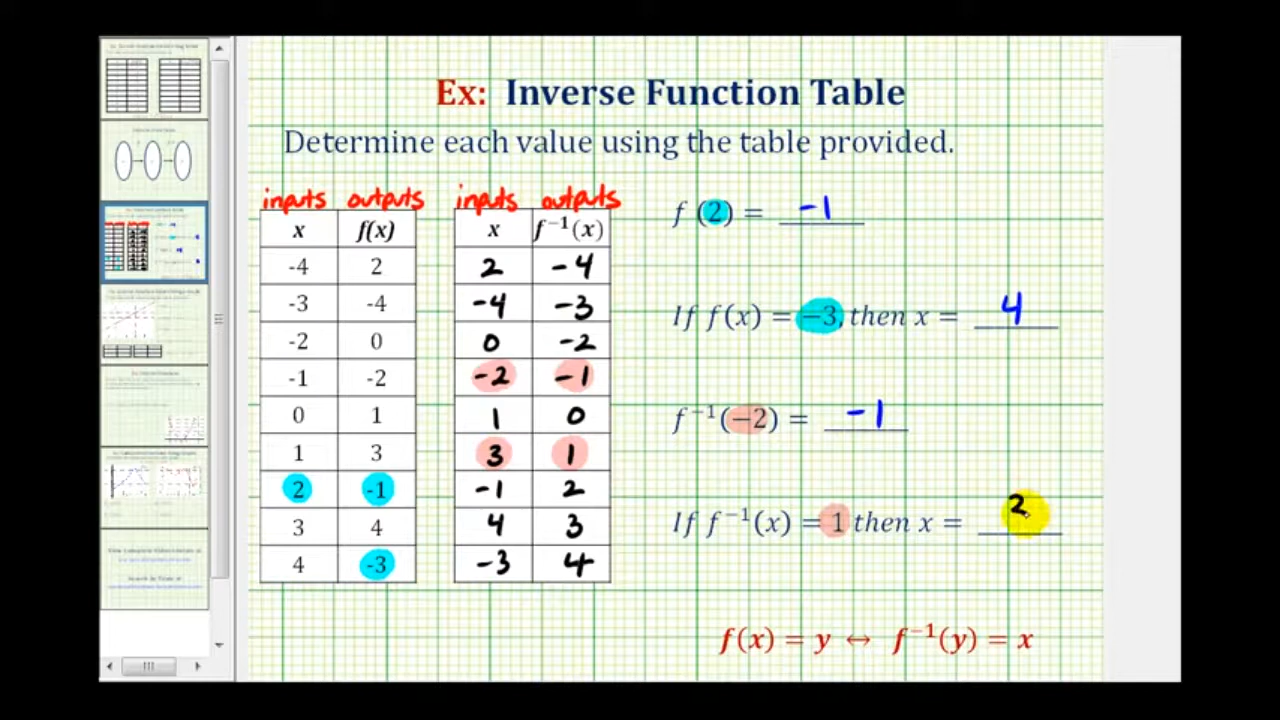 Ex: Inverse Function Table
Determine each value using the table provided.
inputs outputs inputs outputs
x f(x) x f⁻¹(x)
-4 2 2 -4
-3 -4 -4 -3
-2 0 0 -2
-1 -2 -2 -1
0 1 1 0
1 3 3 1
2 -1 -1 2
3 4 4 3
4 -3 -3 4
f (2) = -1
If f(x) = -3, then x = 4
f⁻¹(-2) = -1
If f⁻¹(x) = 1 then x = 2
f(x) = y ↔ f⁻¹(y) = x